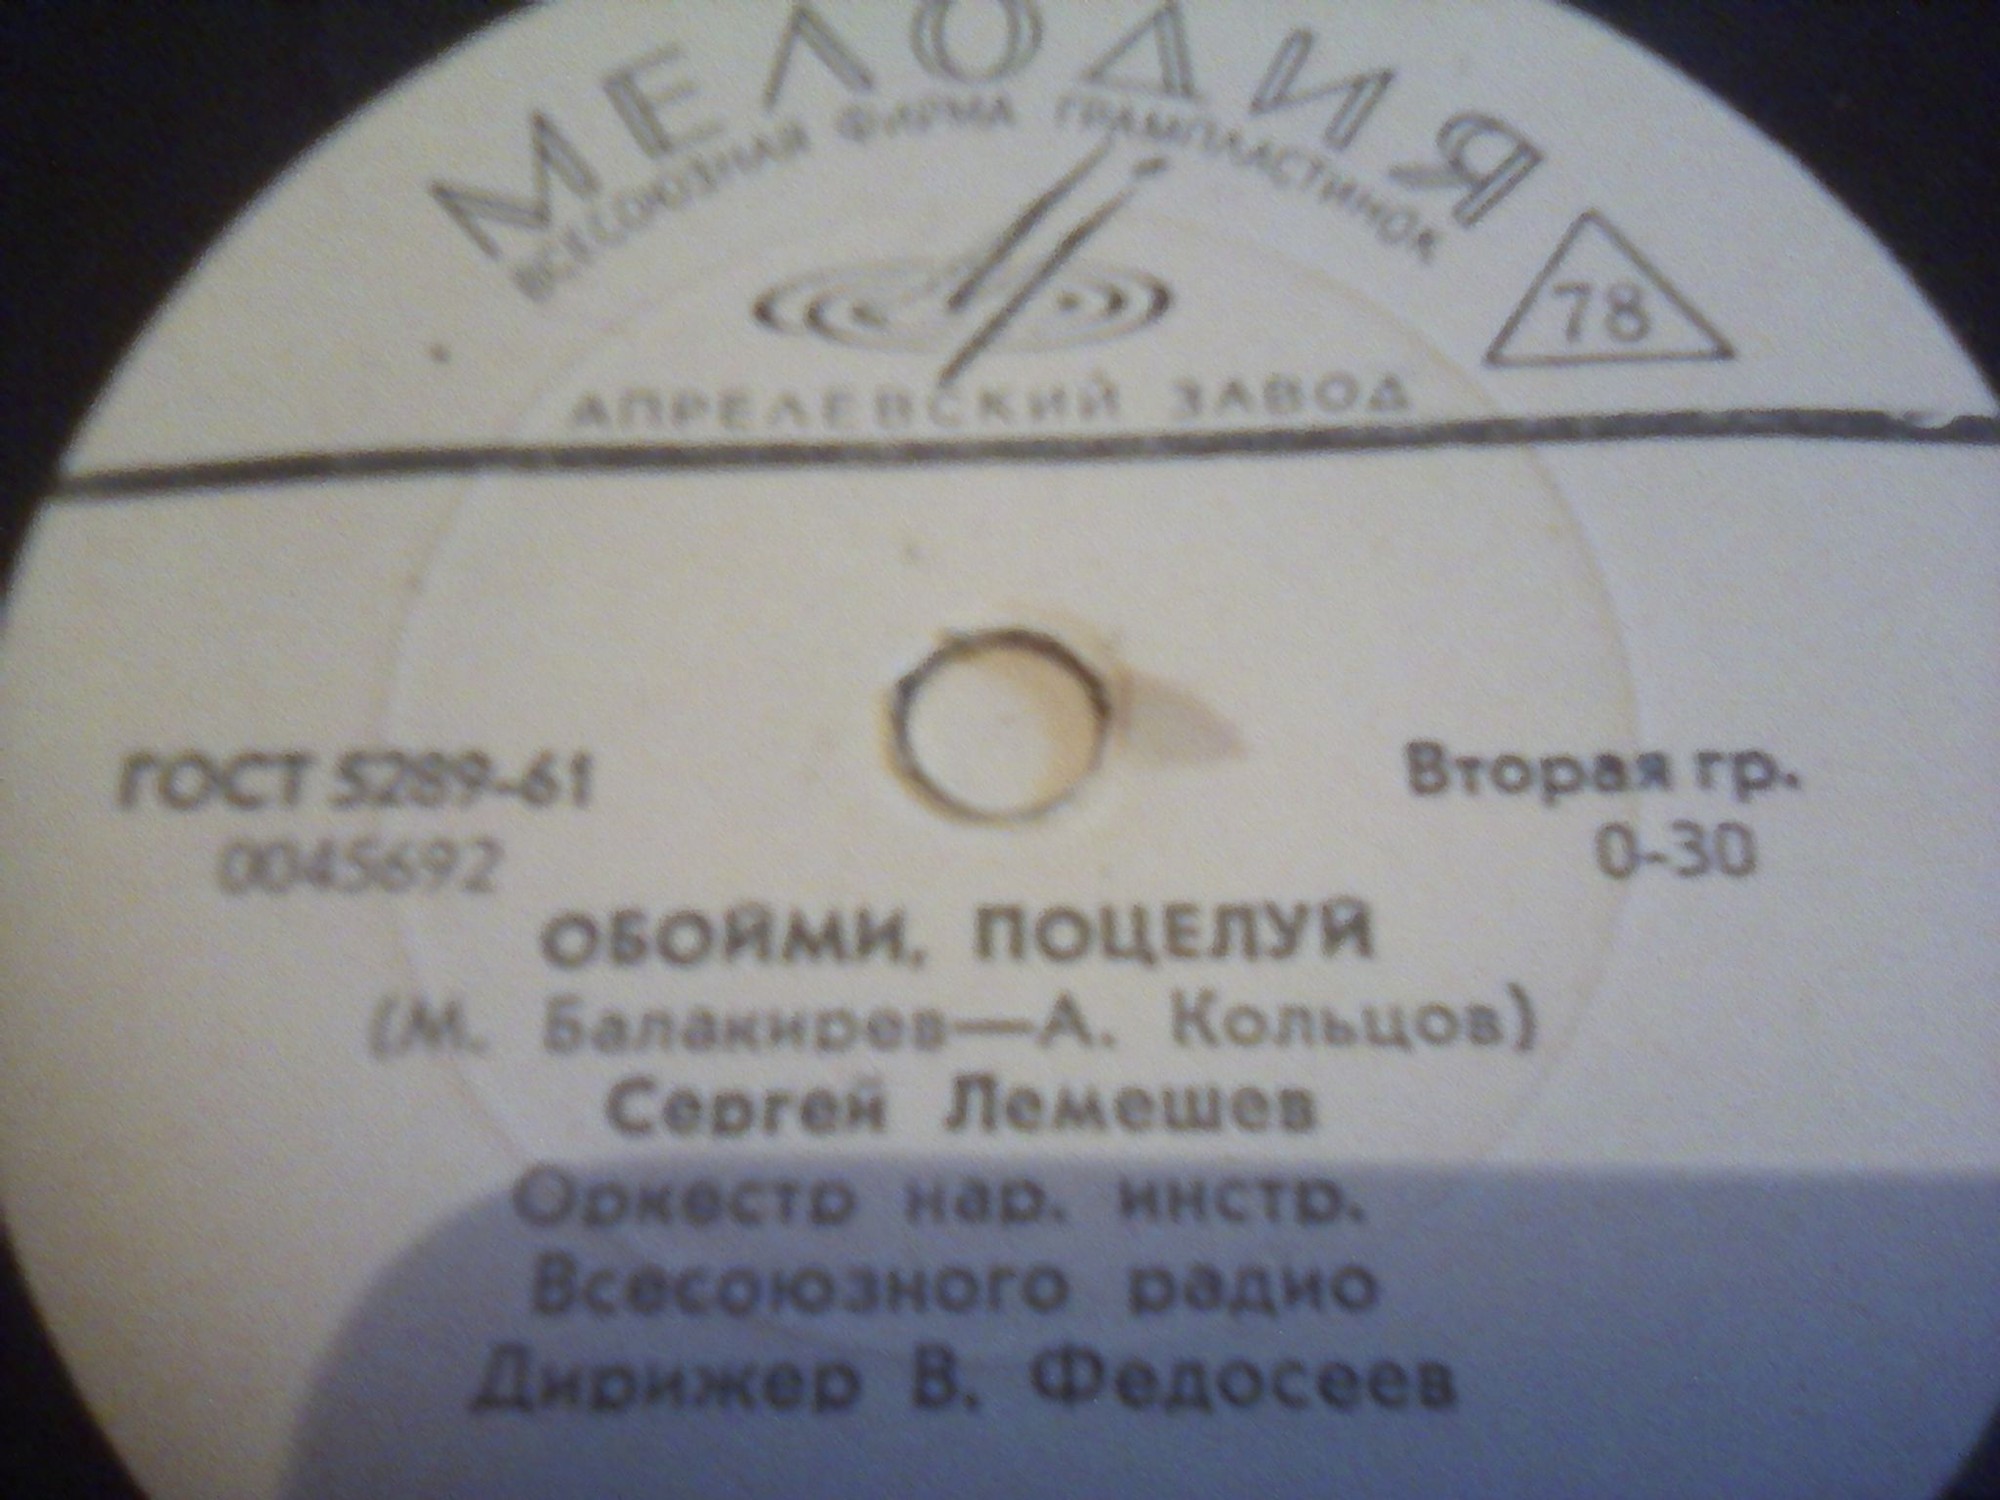 МЕЛОДИЯ
ВСЕСОЮЗНАЯ ФИРМА ГРАМПЛАСТИНОК
78
АПРЕЛЕВСКИЙ ЗАВОД
ГОСТ 5289-61
Вторая гр.
0045692
0-30
ОБОЙМИ, ПОЦЕЛУЙ
(М. Балакирев—А. Кольцов)
Сергей Лемешев
Оркестр нар. инстр.
Всесоюзного радио
Дирижер В. Федосеев